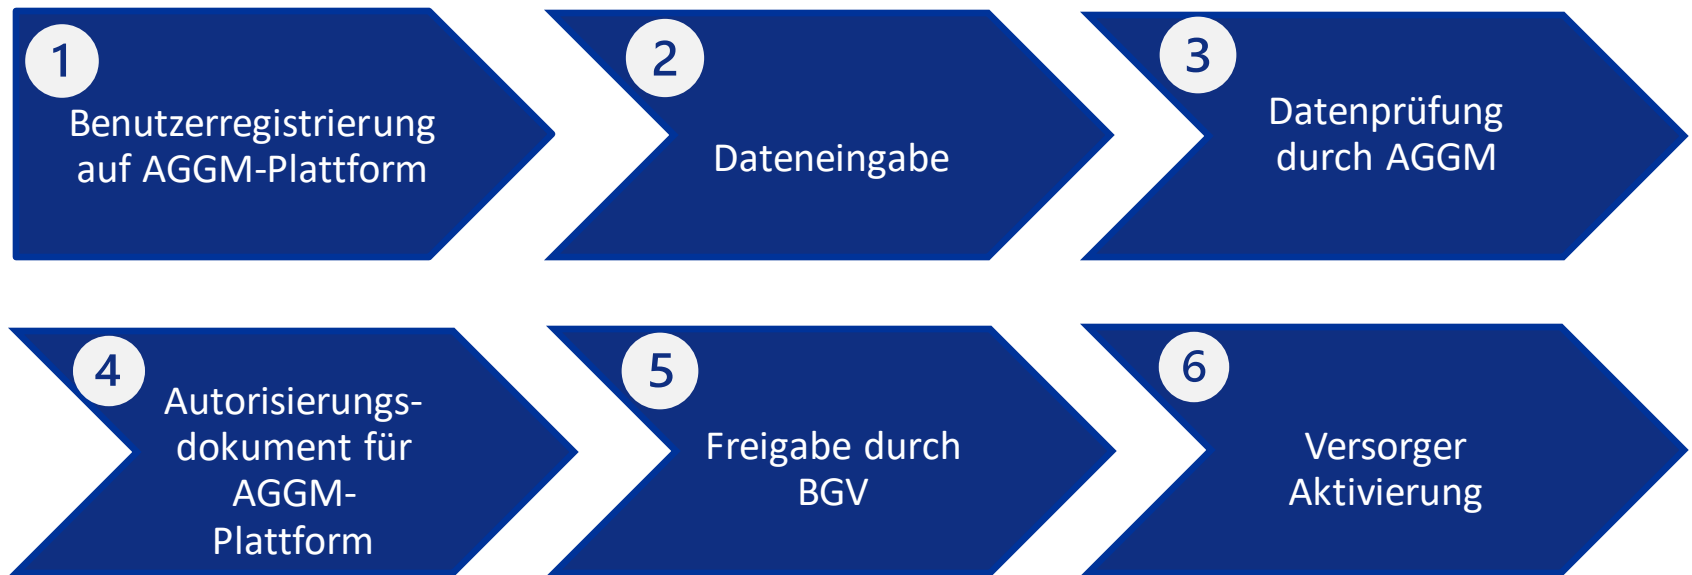 1
Benutzerregistrierung
auf AGGM-Plattform
2
Dateneingabe
3
Datenprüfung
durch AGGM
4
Autorisierungs-
dokument für
AGGM-
Plattform
5
Freigabe durch
BGV
6
Versorger
Aktivierung